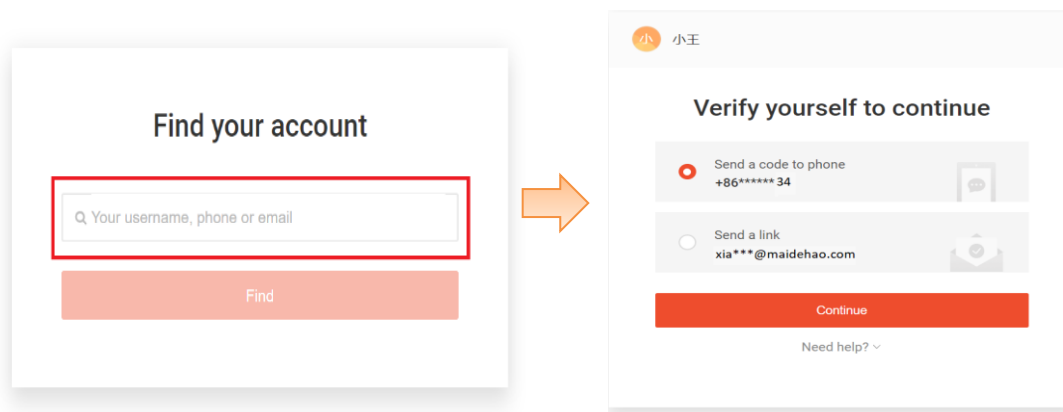 Find your account
Your username, phone or email
Find
小 小王
Verify yourself to continue
Send a code to phone
+86****** 34
Send a link
xia***@maidehao.com
Continue
Need help?